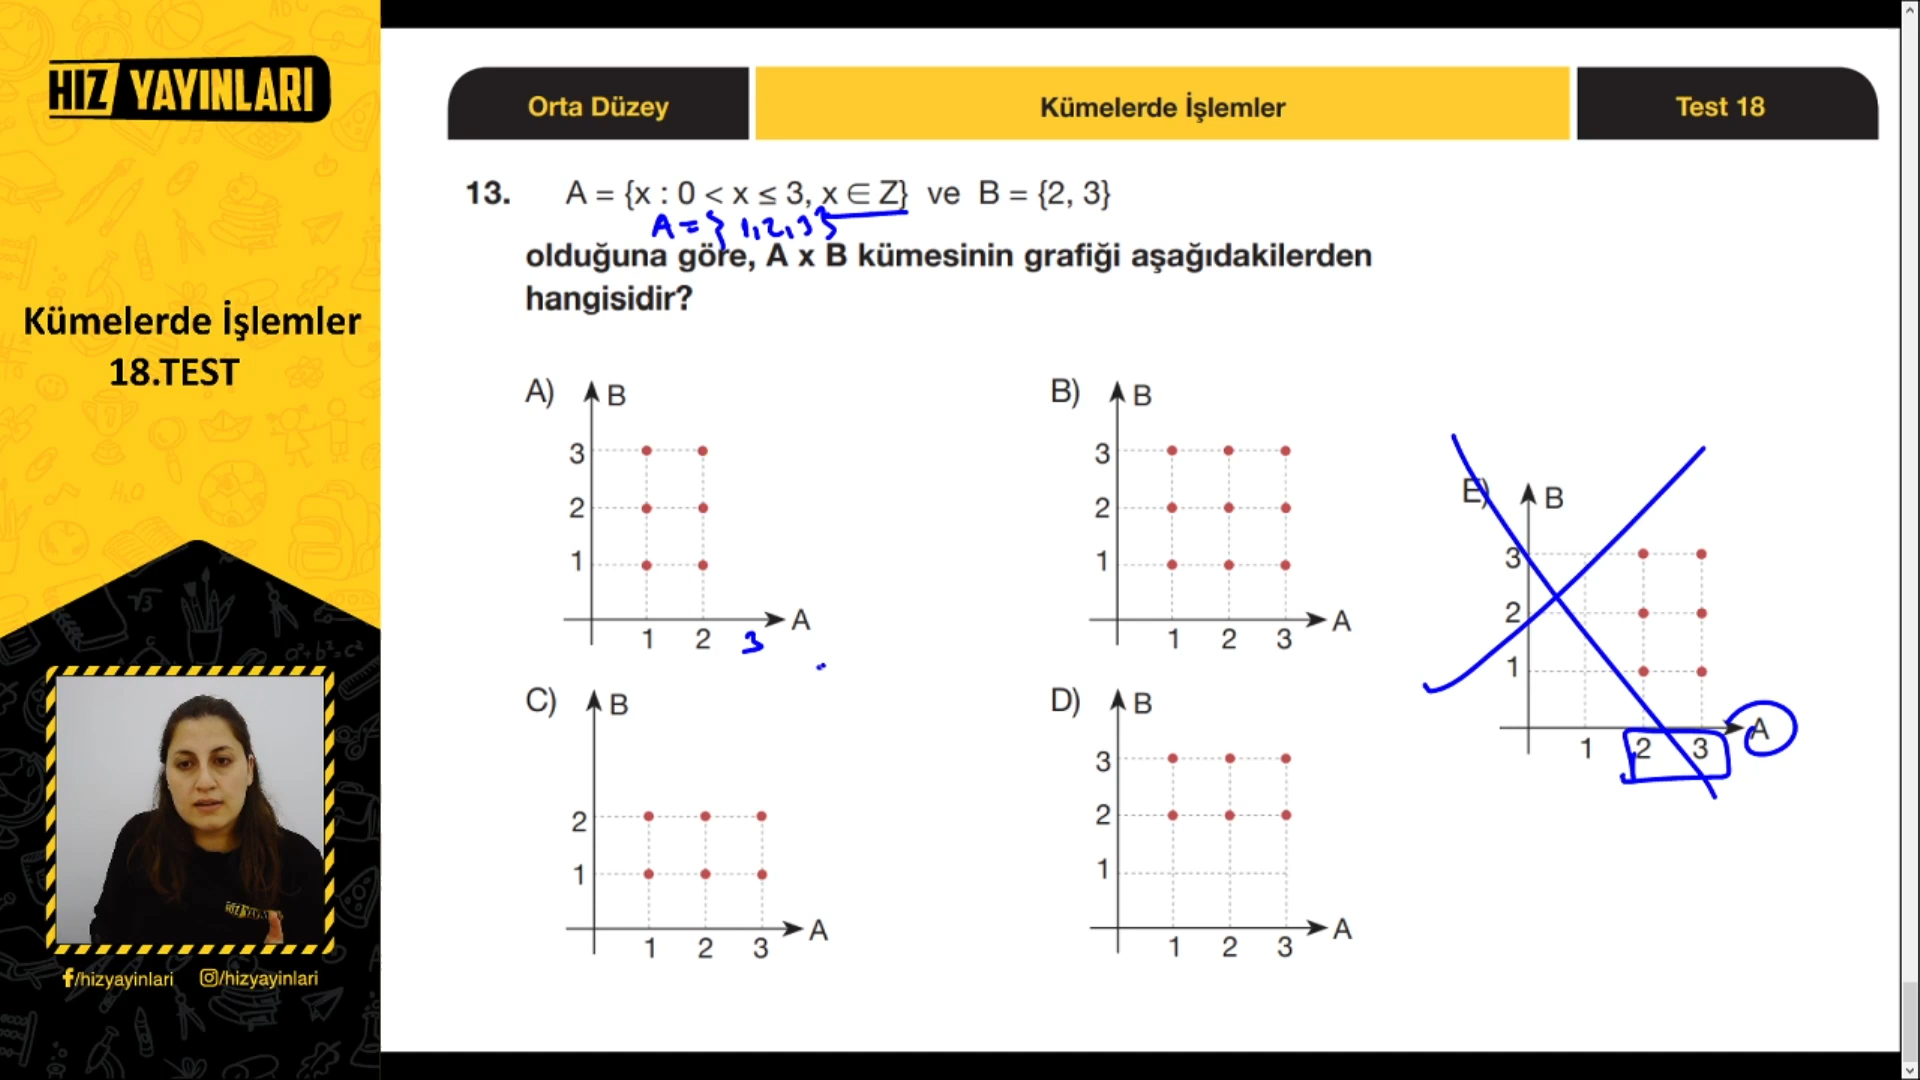 HIZ YAYINLARI
Kümelerde İşlemler
18.TEST
f/hizyayinlari /hizyayinlari
Orta Düzey
Kümelerde İşlemler
Test 18
13. A = {x : 0 < x ≤ 3, x ∈ Z} ve B = {2, 3}
A = { 1, 2, 3 }
olduğuna göre, A x B kümesinin grafiği aşağıdakilerden
hangisidir?
A) B
3
2
1
1 2 3 A
B) B
3
2
1
1 2 3 A
C) B
2
1
1 2 3 A
D) B
3
2
1
1 2 3 A
E) B
3
2
1
1 2 3 A